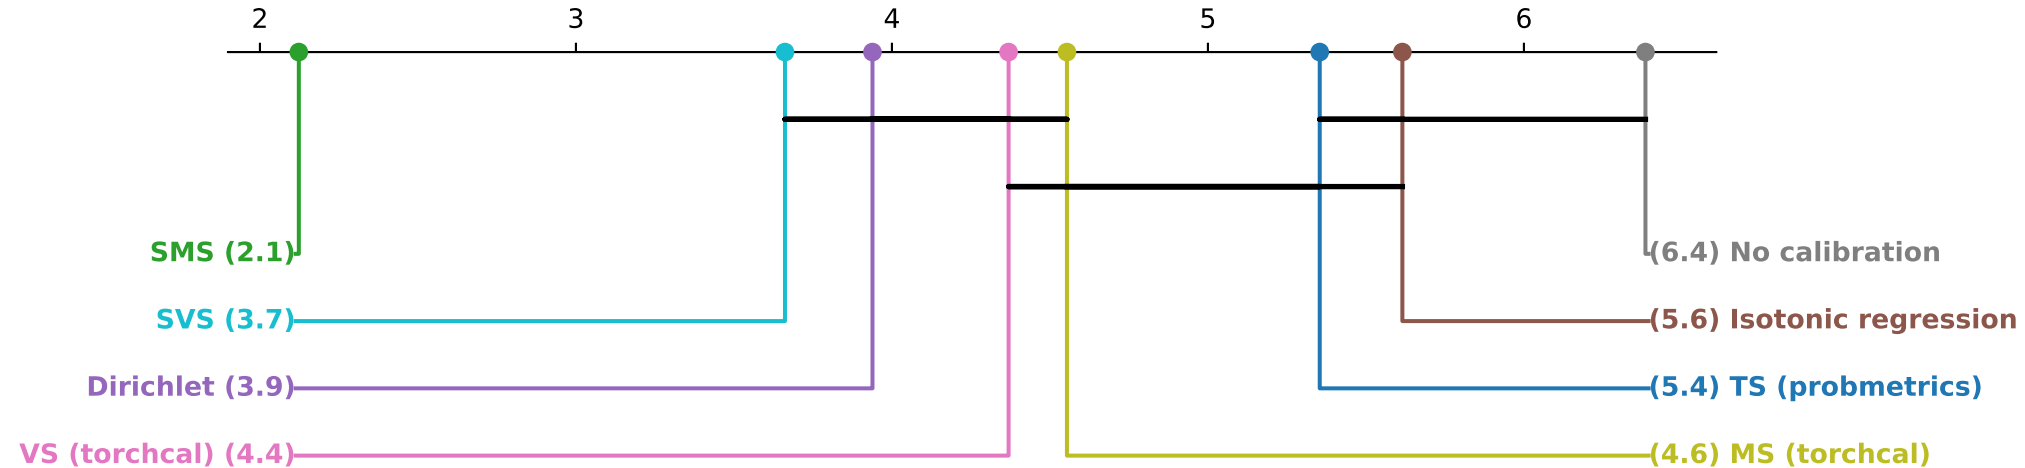 2 3 4 5 6
SMS (2.1) (6.4) No calibration
SVS (3.7) (5.6) Isotonic regression
Dirichlet (3.9) (5.4) TS (probmetrics)
VS (torchcal) (4.4) (4.6) MS (torchcal)